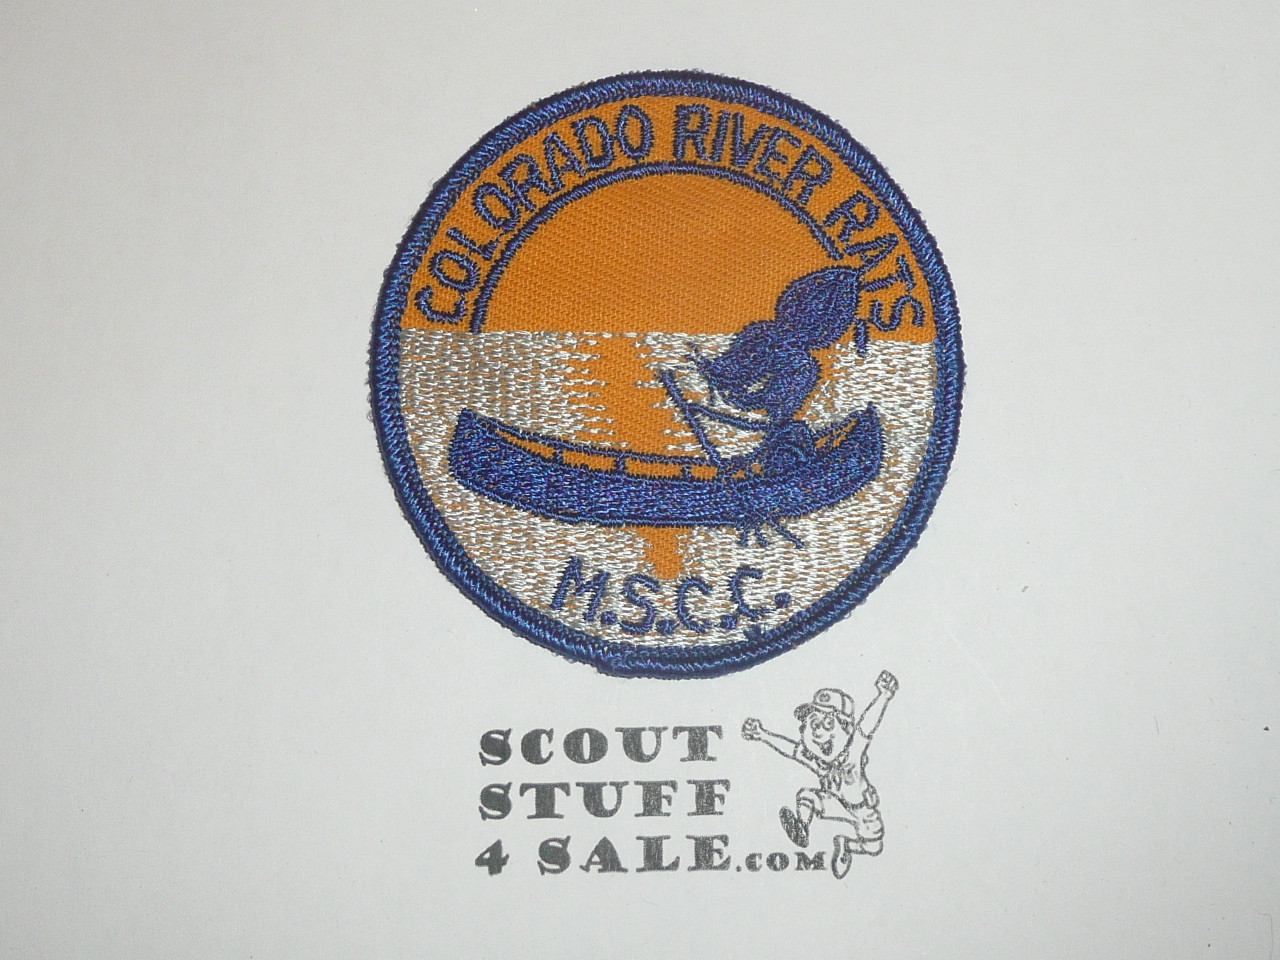 COLORADO RIVER RATS
M.S.C.C.
SCOUT
STUFF
4 SALE.COM